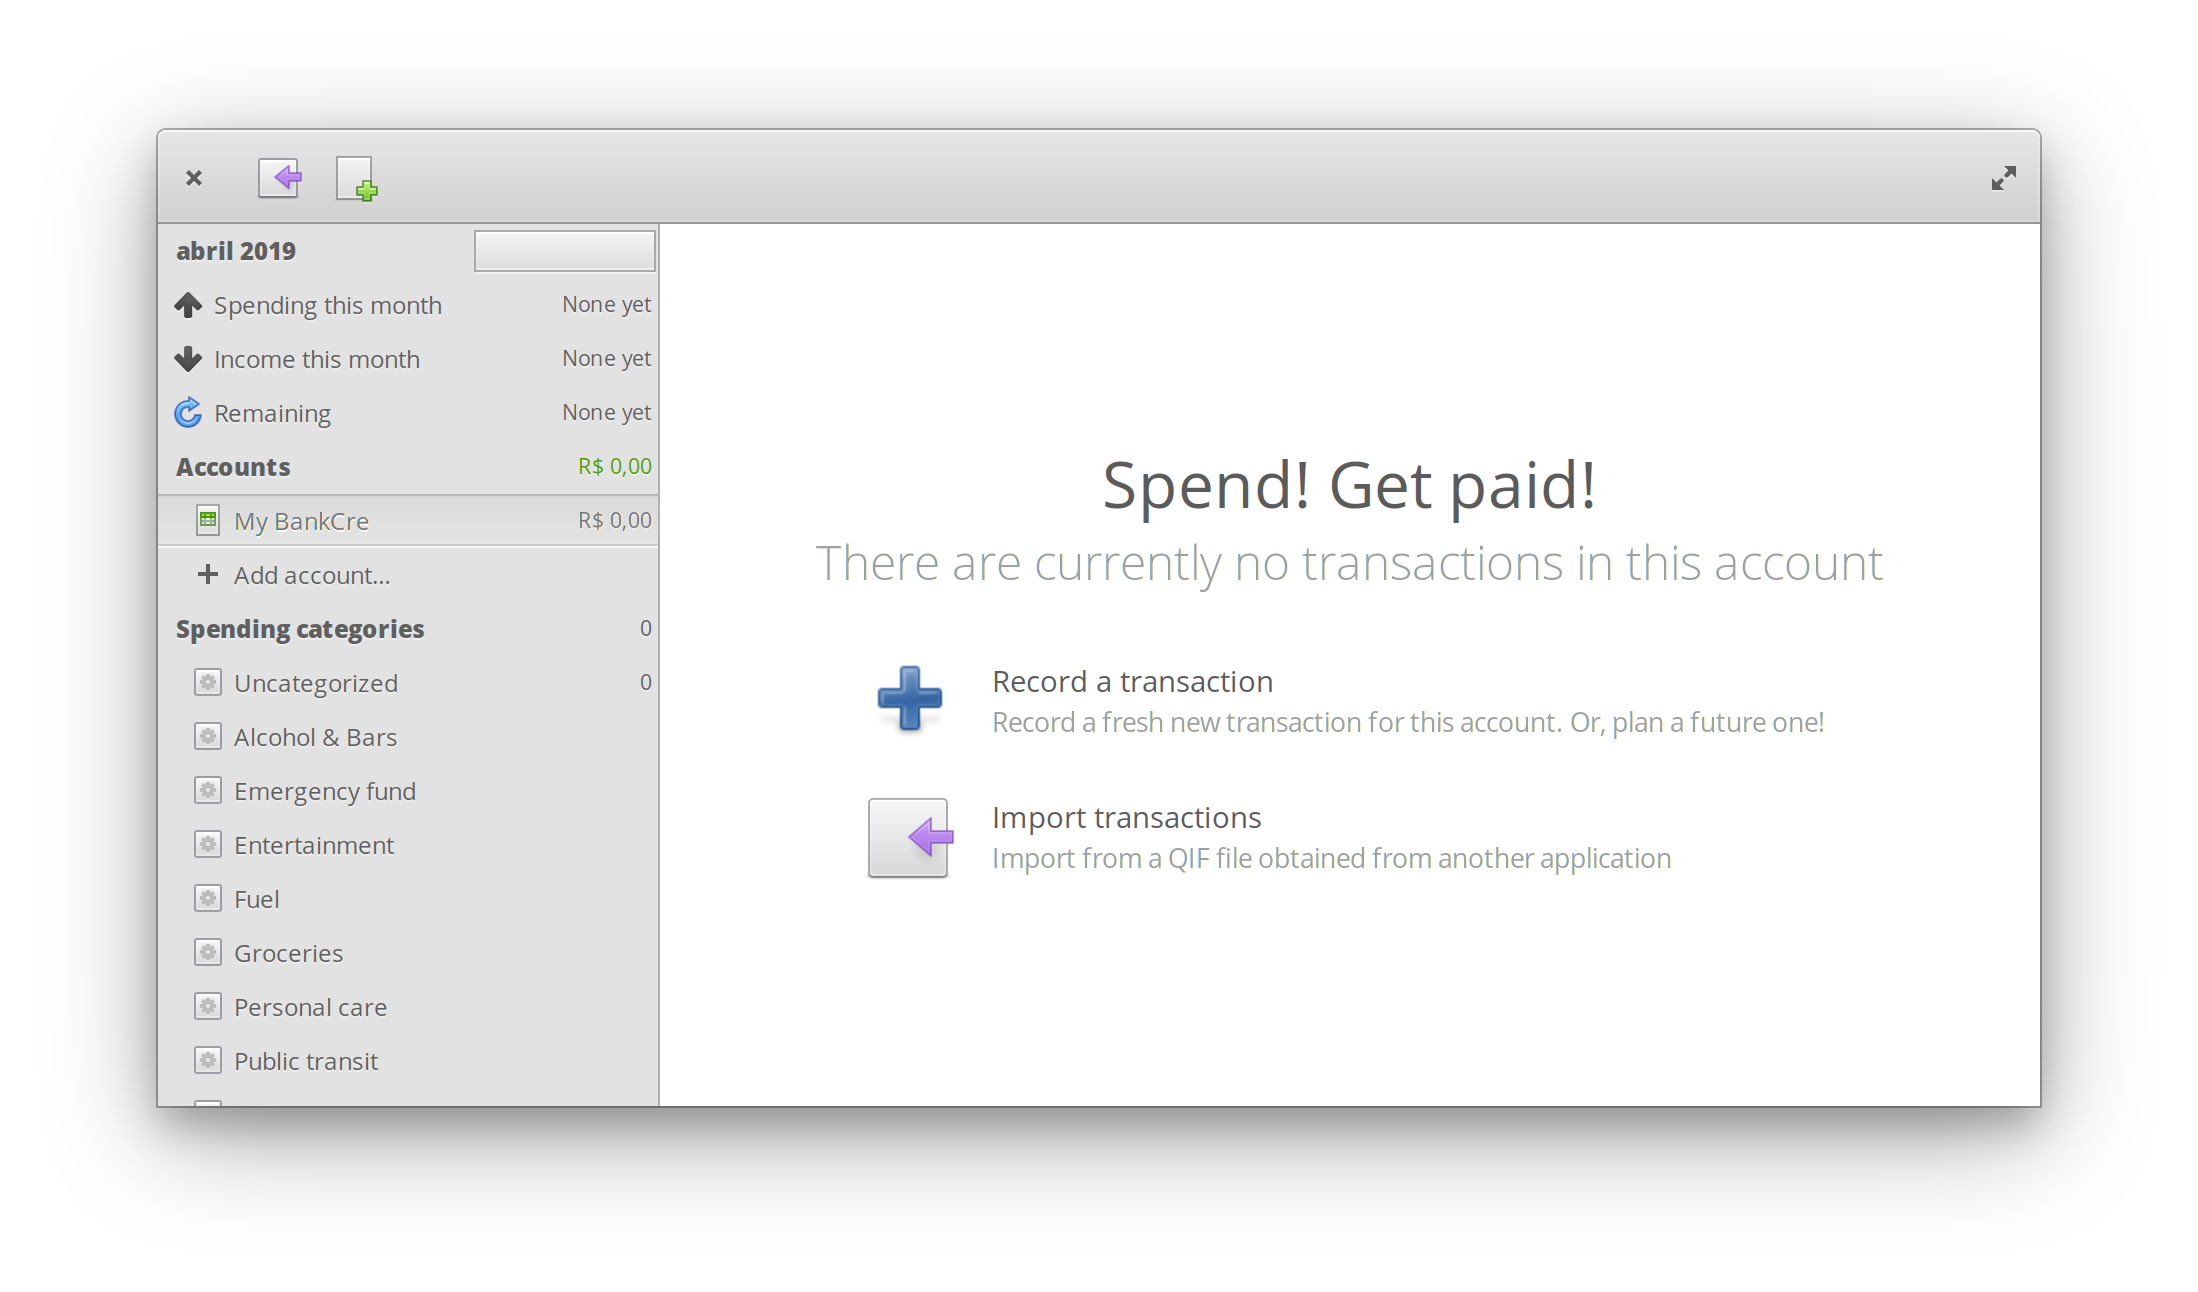 abril 2019
Spending this month None yet
Income this month None yet
Remaining None yet
Accounts R$ 0,00
My BankCre R$ 0,00
Add account...
Spending categories 0
Uncategorized 0
Alcohol & Bars
Emergency fund
Entertainment
Fuel
Groceries
Personal care
Public transit
Spend! Get paid!
There are currently no transactions in this account
Record a transaction
Record a fresh new transaction for this account. Or, plan a future one!
Import transactions
Import from a QIF file obtained from another application